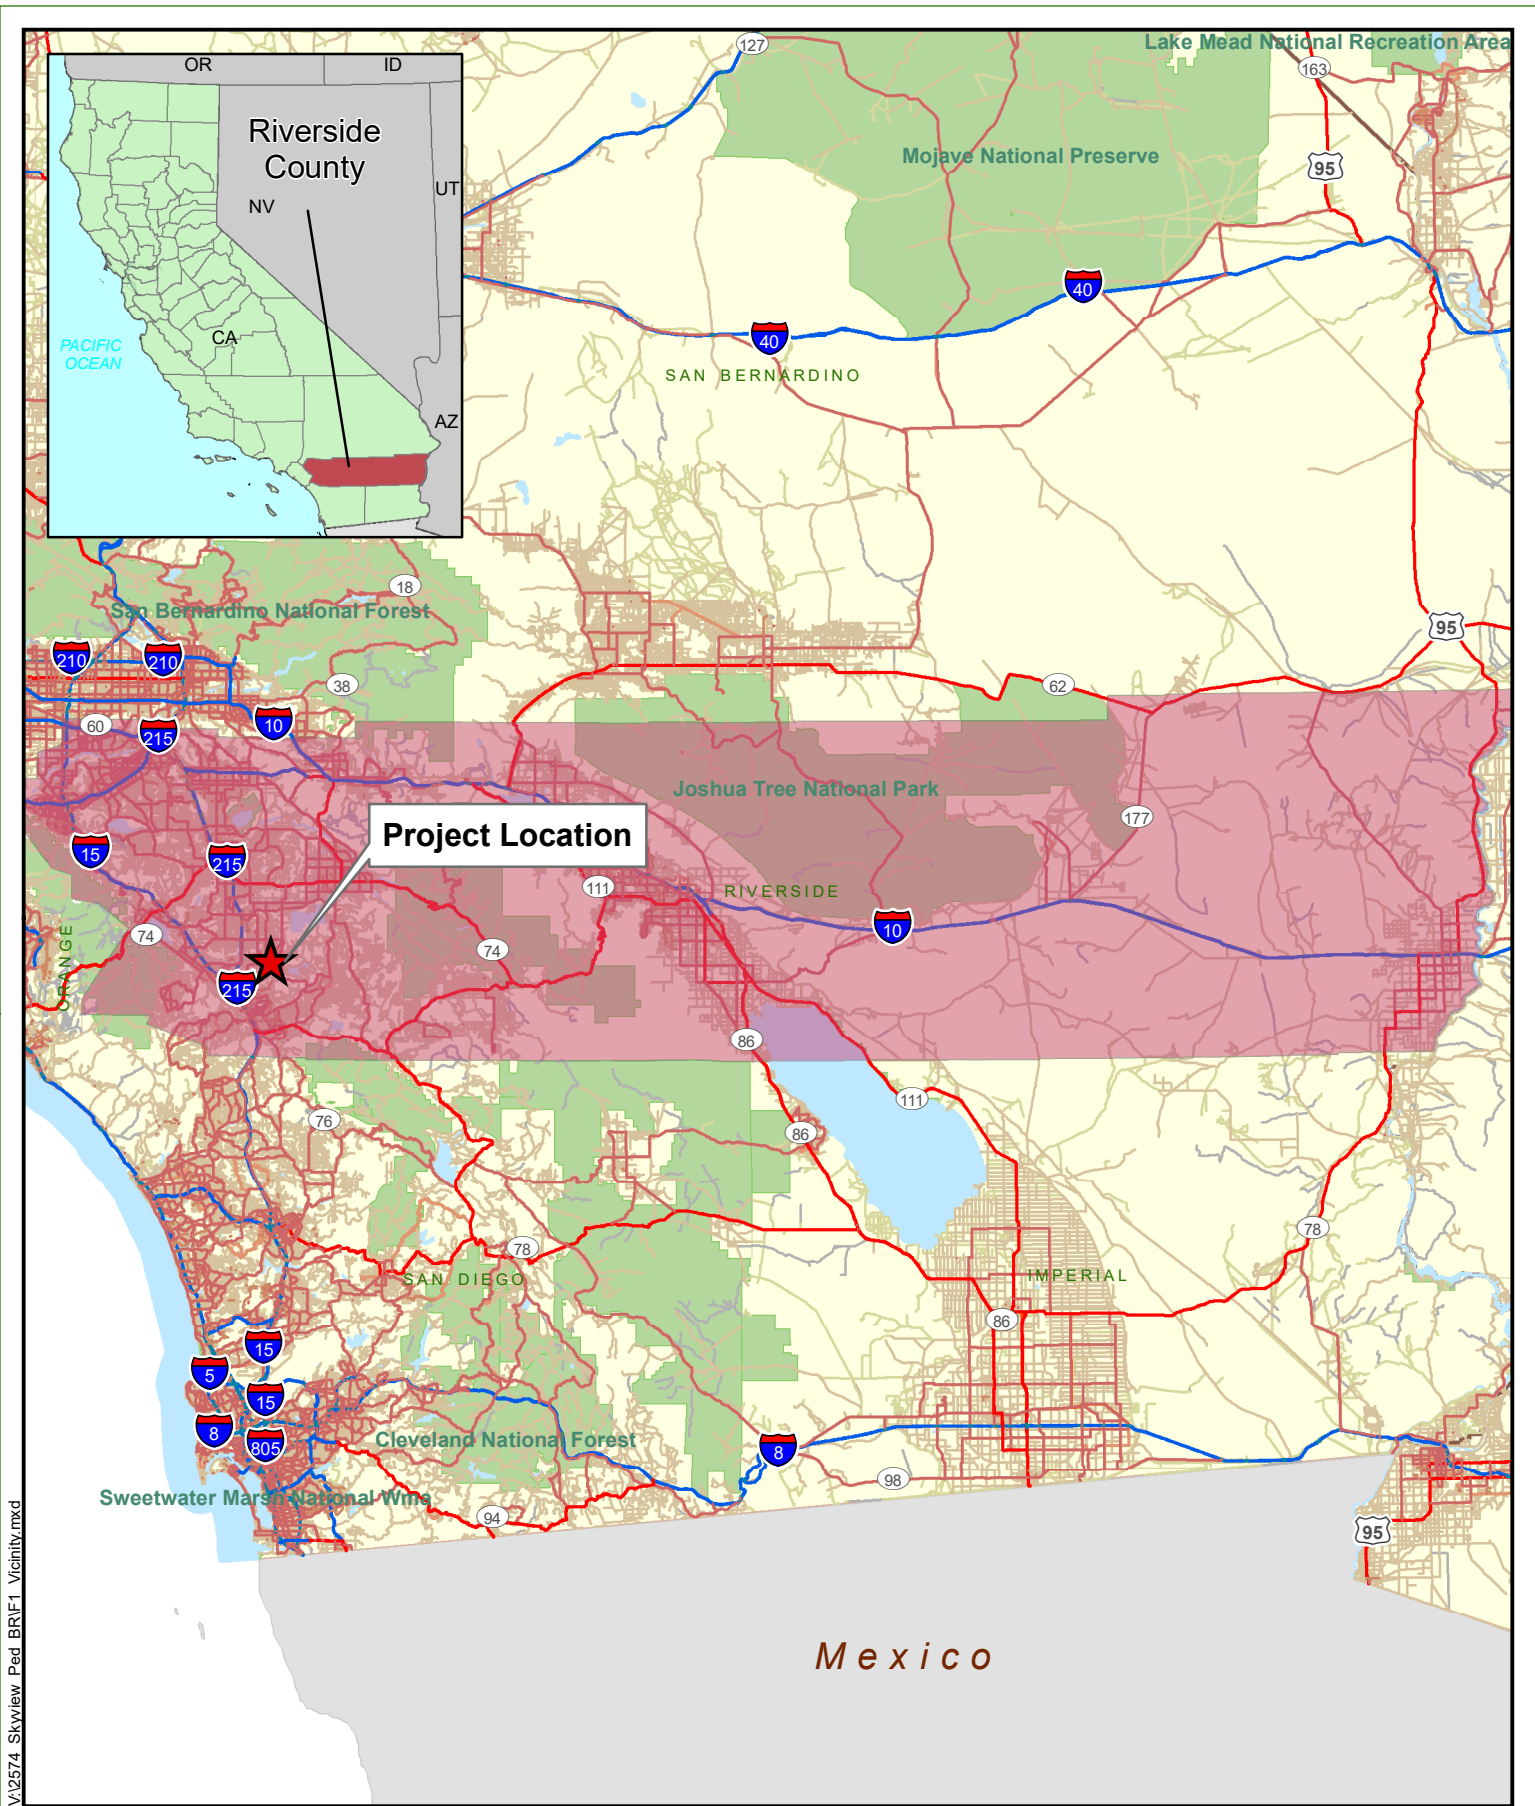 OR
ID
Riverside
County
NV
UT
CA
PACIFIC
OCEAN
AZ
127
Lake Mead National Recreation Area
163
Mojave National Preserve
95
40
40
SAN BERNARDINO
18
San Bernardino National Forest
95
210
210
38
62
60
215
10
Joshua Tree National Park
177
Project Location
15
215
111
RIVERSIDE
10
74
74
ORANGE
215
86
111
76
86
78
78
SAN DIEGO
IMPERIAL
86
15
5
15
8
805
Cleveland National Forest
8
98
Sweetwater Marsh National Wma
94
95
Mexico
V:\2574 Skyview Ped BR\F1 Vicinity.mxd